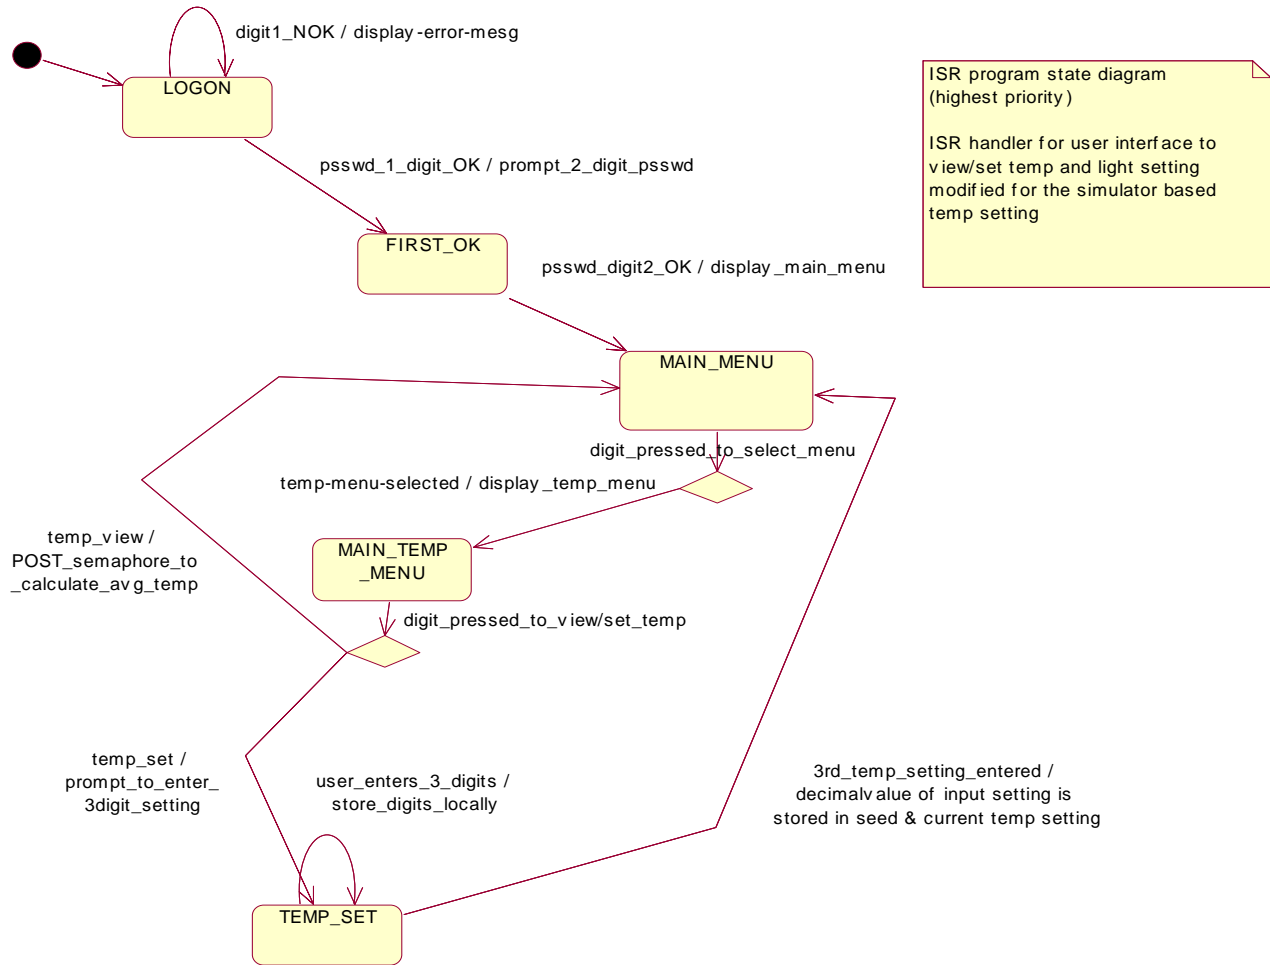 digit1_NOK / display-error-mesg
LOGON
ISR program state diagram
(highest priority)
ISR handler for user interface to
view/set temp and light setting
modified for the simulator based
temp setting
psswd_1_digit_OK / prompt_2_digit_psswd
FIRST_OK
psswd_digit2_OK / display_main_menu
MAIN_MENU
digit_pressed_to_select_menu
temp-menu-selected / display_temp_menu
temp_view /
POST_semaphore_to
_calculate_avg_temp
MAIN_TEMP
_MENU
digit_pressed_to_view/set_temp
temp_set /
prompt_to_enter_
3digit_setting
user_enters_3_digits /
store_digits_locally
3rd_temp_setting_entered /
decimalvalue of input setting is
stored in seed & current temp setting
TEMP_SET